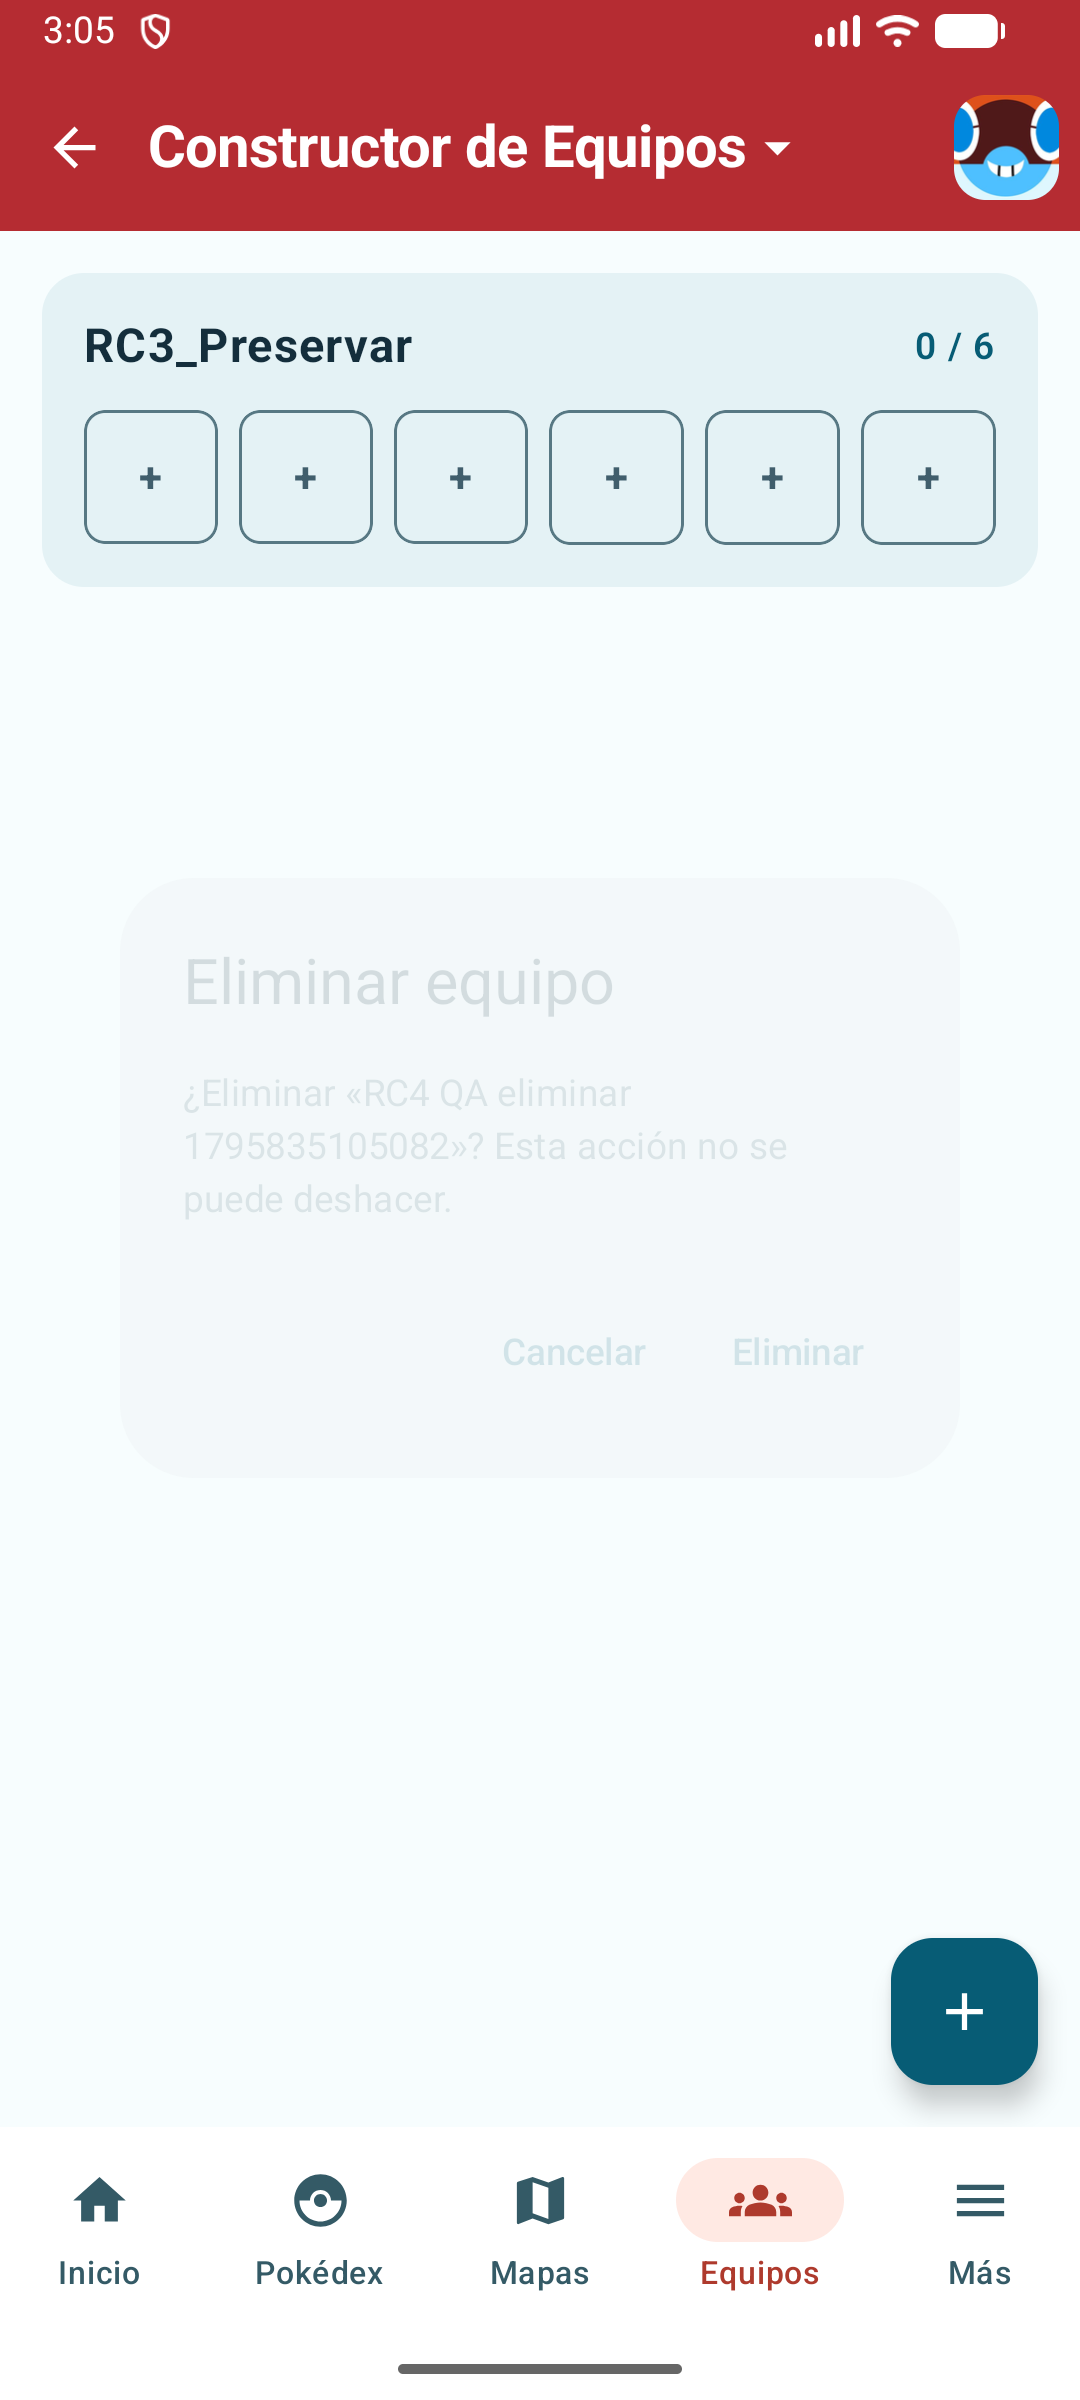 3:05
Constructor de Equipos
RC3_Preservar
0 / 6
+ + + + + +
Eliminar equipo
¿Eliminar «RC4 QA eliminar
1795835105082»? Esta acción no se
puede deshacer.
Cancelar Eliminar
+
Inicio Pokédex Mapas Equipos Más